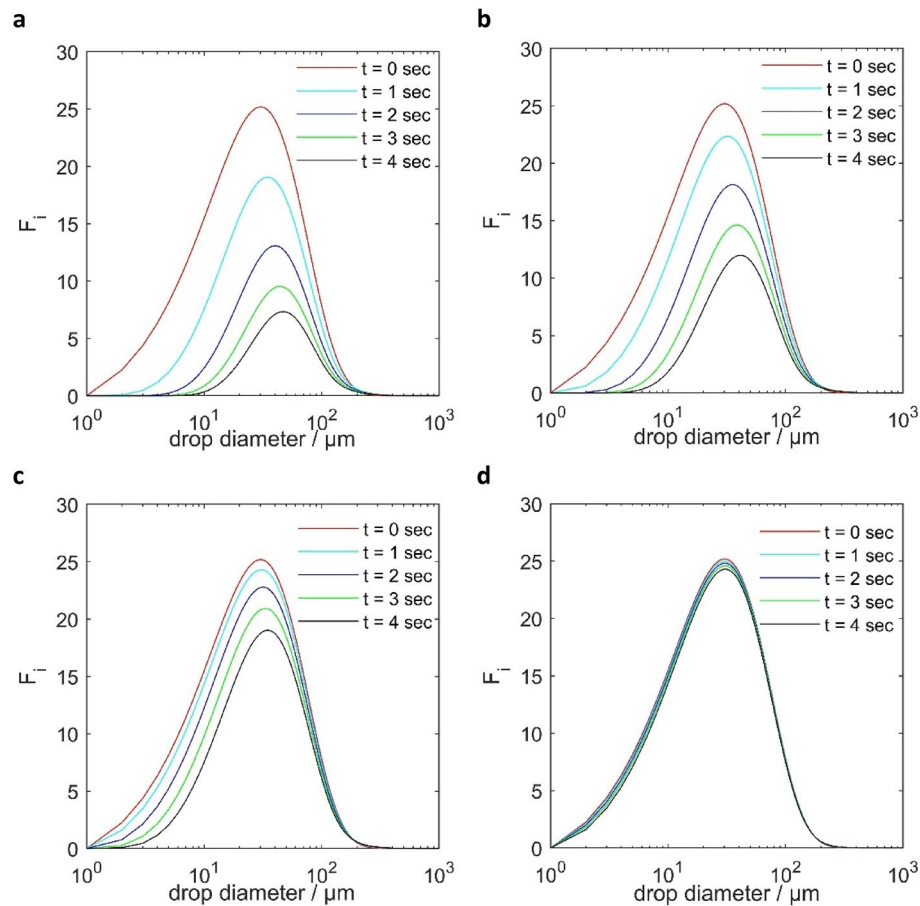 a
30
25
20
15
10
5
0
F_i
t = 0 sec
t = 1 sec
t = 2 sec
t = 3 sec
t = 4 sec
10^0
10^1
10^2
10^3
drop diameter / µm
b
30
25
20
15
10
5
0
F_i
t = 0 sec
t = 1 sec
t = 2 sec
t = 3 sec
t = 4 sec
10^0
10^1
10^2
10^3
drop diameter / µm
c
30
25
20
15
10
5
0
F_i
t = 0 sec
t = 1 sec
t = 2 sec
t = 3 sec
t = 4 sec
10^0
10^1
10^2
10^3
drop diameter / µm
d
30
25
20
15
10
5
0
F_i
t = 0 sec
t = 1 sec
t = 2 sec
t = 3 sec
t = 4 sec
10^0
10^1
10^2
10^3
drop diameter / µm